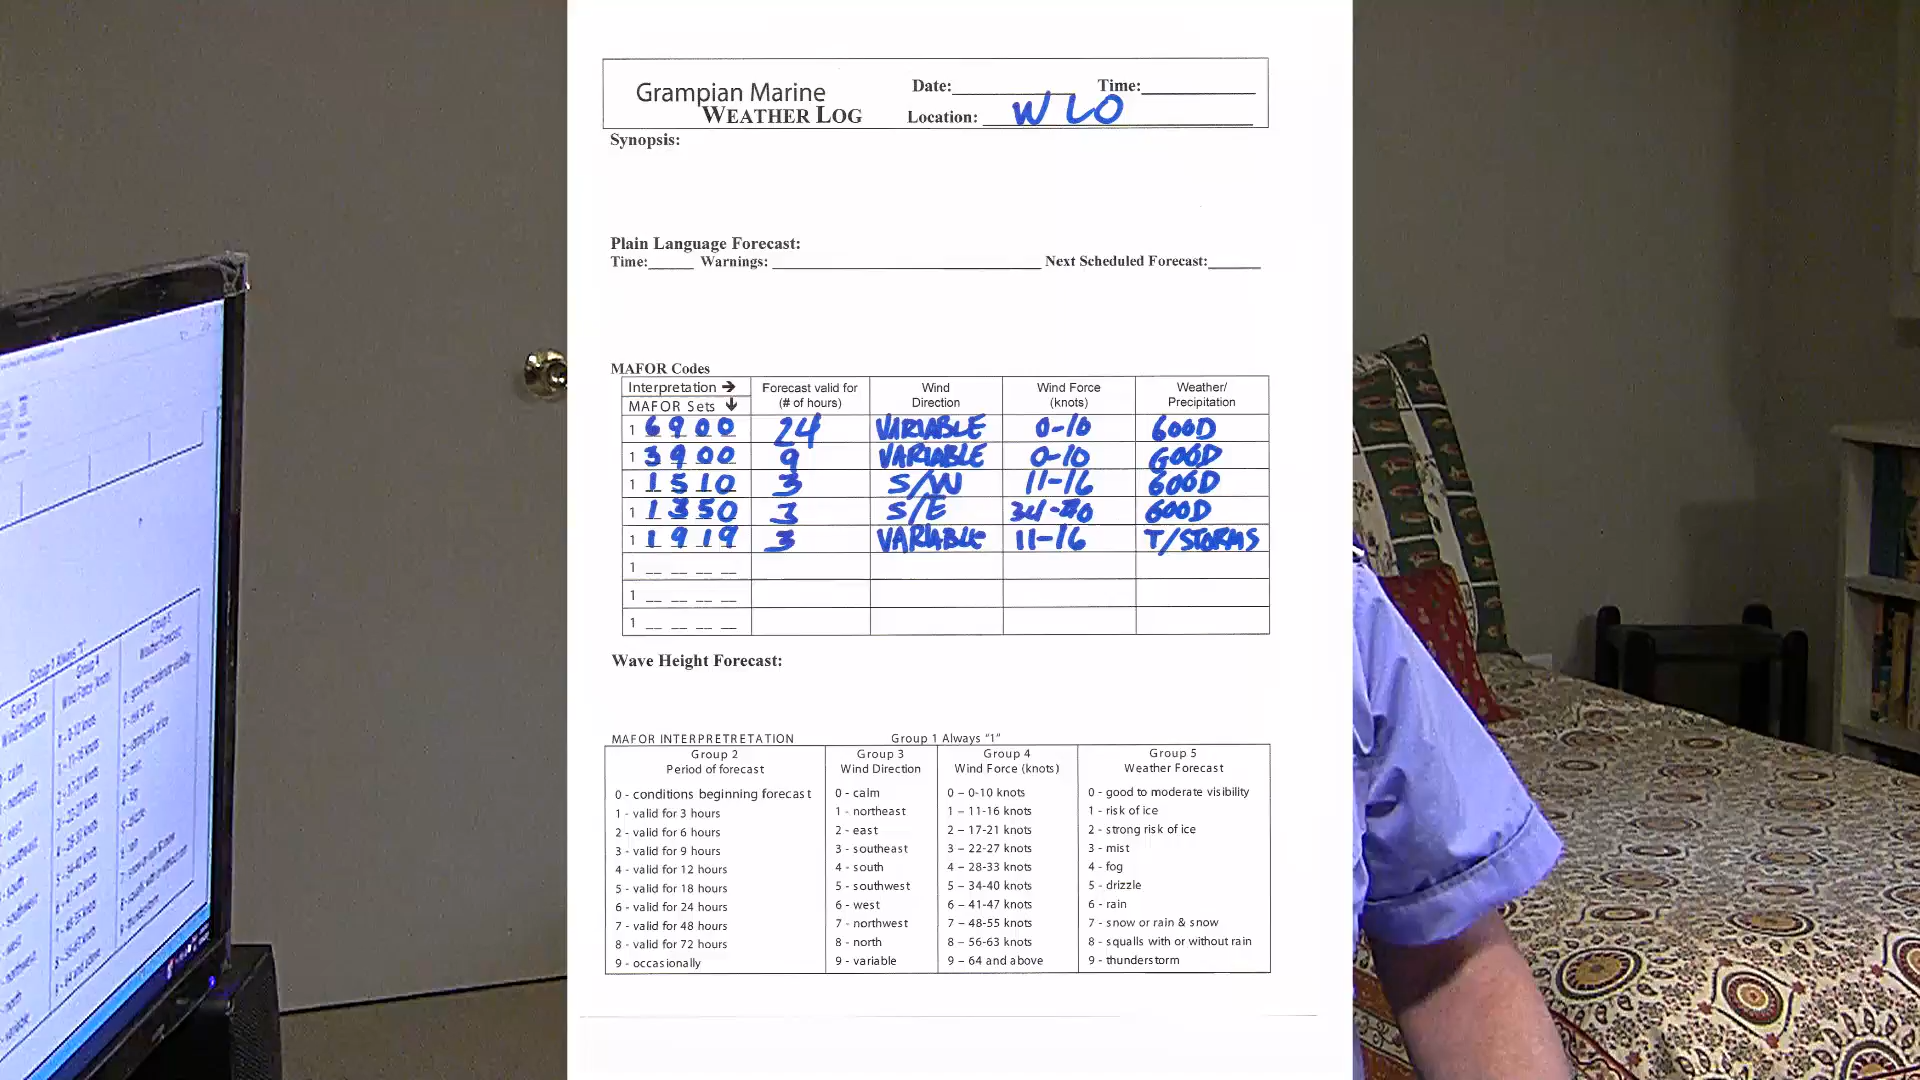 Grampian Marine
WEATHER LOG
Date: Time:
Location: WLO
Synopsis:
Plain Language Forecast:
Time: Warnings: Next Scheduled Forecast:
MAFOR Codes
Interpretation → Forecast valid for (# of hours) Wind Direction Wind Force (knots) Weather/ Precipitation
MAFOR Sets ↓
1 6 9 0 0 24 VARIABLE 0-10 GOOD
1 3 9 0 0 9 VARIABLE 0-10 GOOD
1 1 5 1 0 3 S/W 11-16 GOOD
1 1 3 5 0 3 S/E 34-40 GOOD
1 1 9 1 9 3 VARIABLE 11-16 T/STORMS
1
1
1
Wave Height Forecast:
MAFOR INTERPRETRETATION Group 1 Always "1"
Group 2 Group 3 Group 4 Group 5
Period of forecast Wind Direction Wind Force (knots) Weather Forecast
0 - conditions beginning forecast 0 - calm 0 – 0-10 knots 0 - good to moderate visibility
1 - valid for 3 hours 1 - northeast 1 – 11-16 knots 1 - risk of ice
2 - valid for 6 hours 2 - east 2 – 17-21 knots 2 - strong risk of ice
3 - valid for 9 hours 3 - southeast 3 – 22-27 knots 3 - mist
4 - valid for 12 hours 4 - south 4 – 28-33 knots 4 - fog
5 - valid for 18 hours 5 - southwest 5 – 34-40 knots 5 - drizzle
6 - valid for 24 hours 6 - west 6 – 41-47 knots 6 - rain
7 - valid for 48 hours 7 - northwest 7 – 48-55 knots 7 - snow or rain & snow
8 - valid for 72 hours 8 - north 8 – 56-63 knots 8 - squalls with or without rain
9 - occasionally 9 - variable 9 – 64 and above 9 - thunderstorm